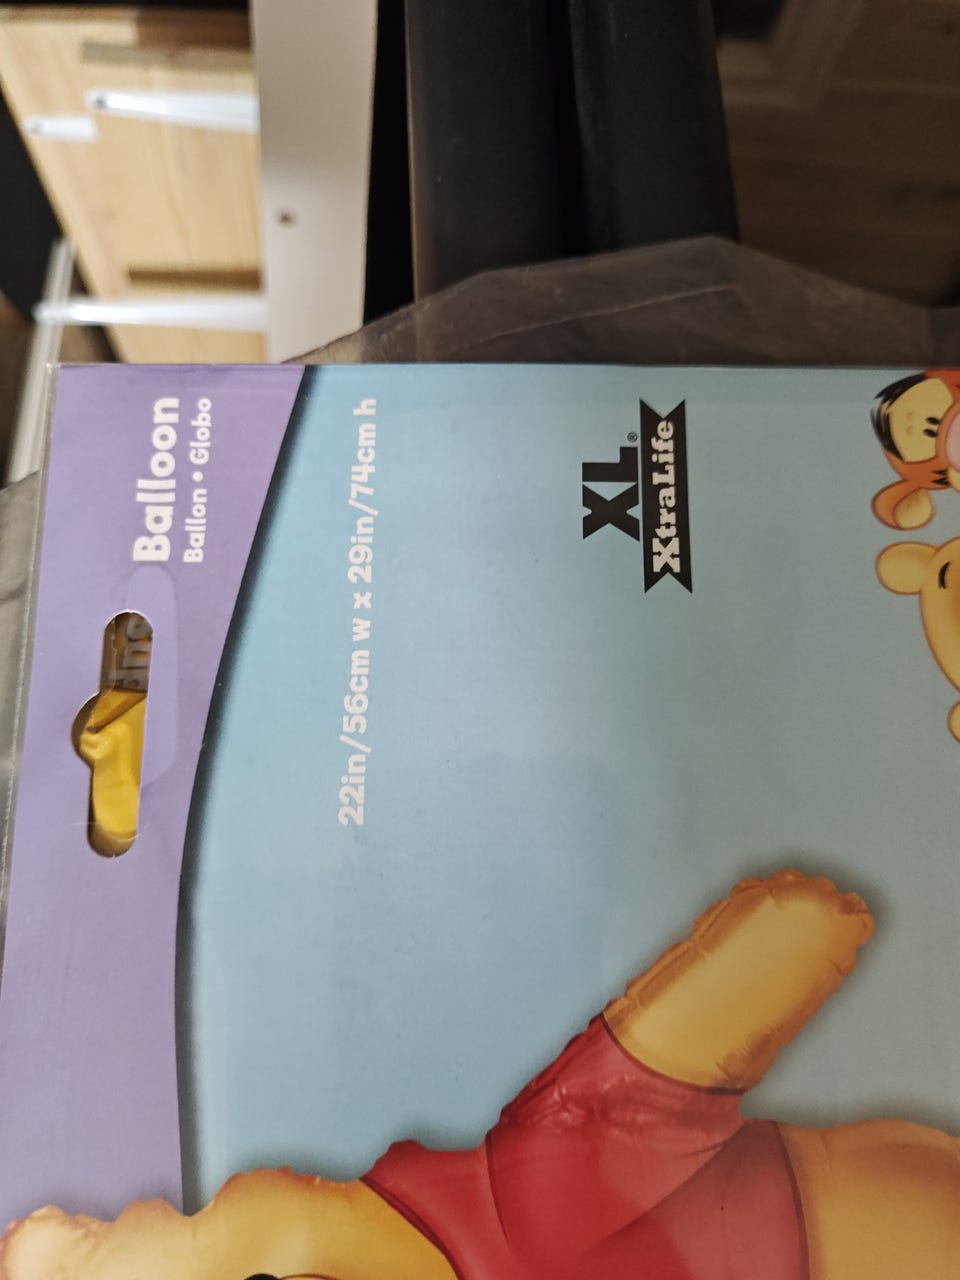 Balloon
Ballon • Globo
22in/56cm w x 29in/74cm h
XL®
XtraLife